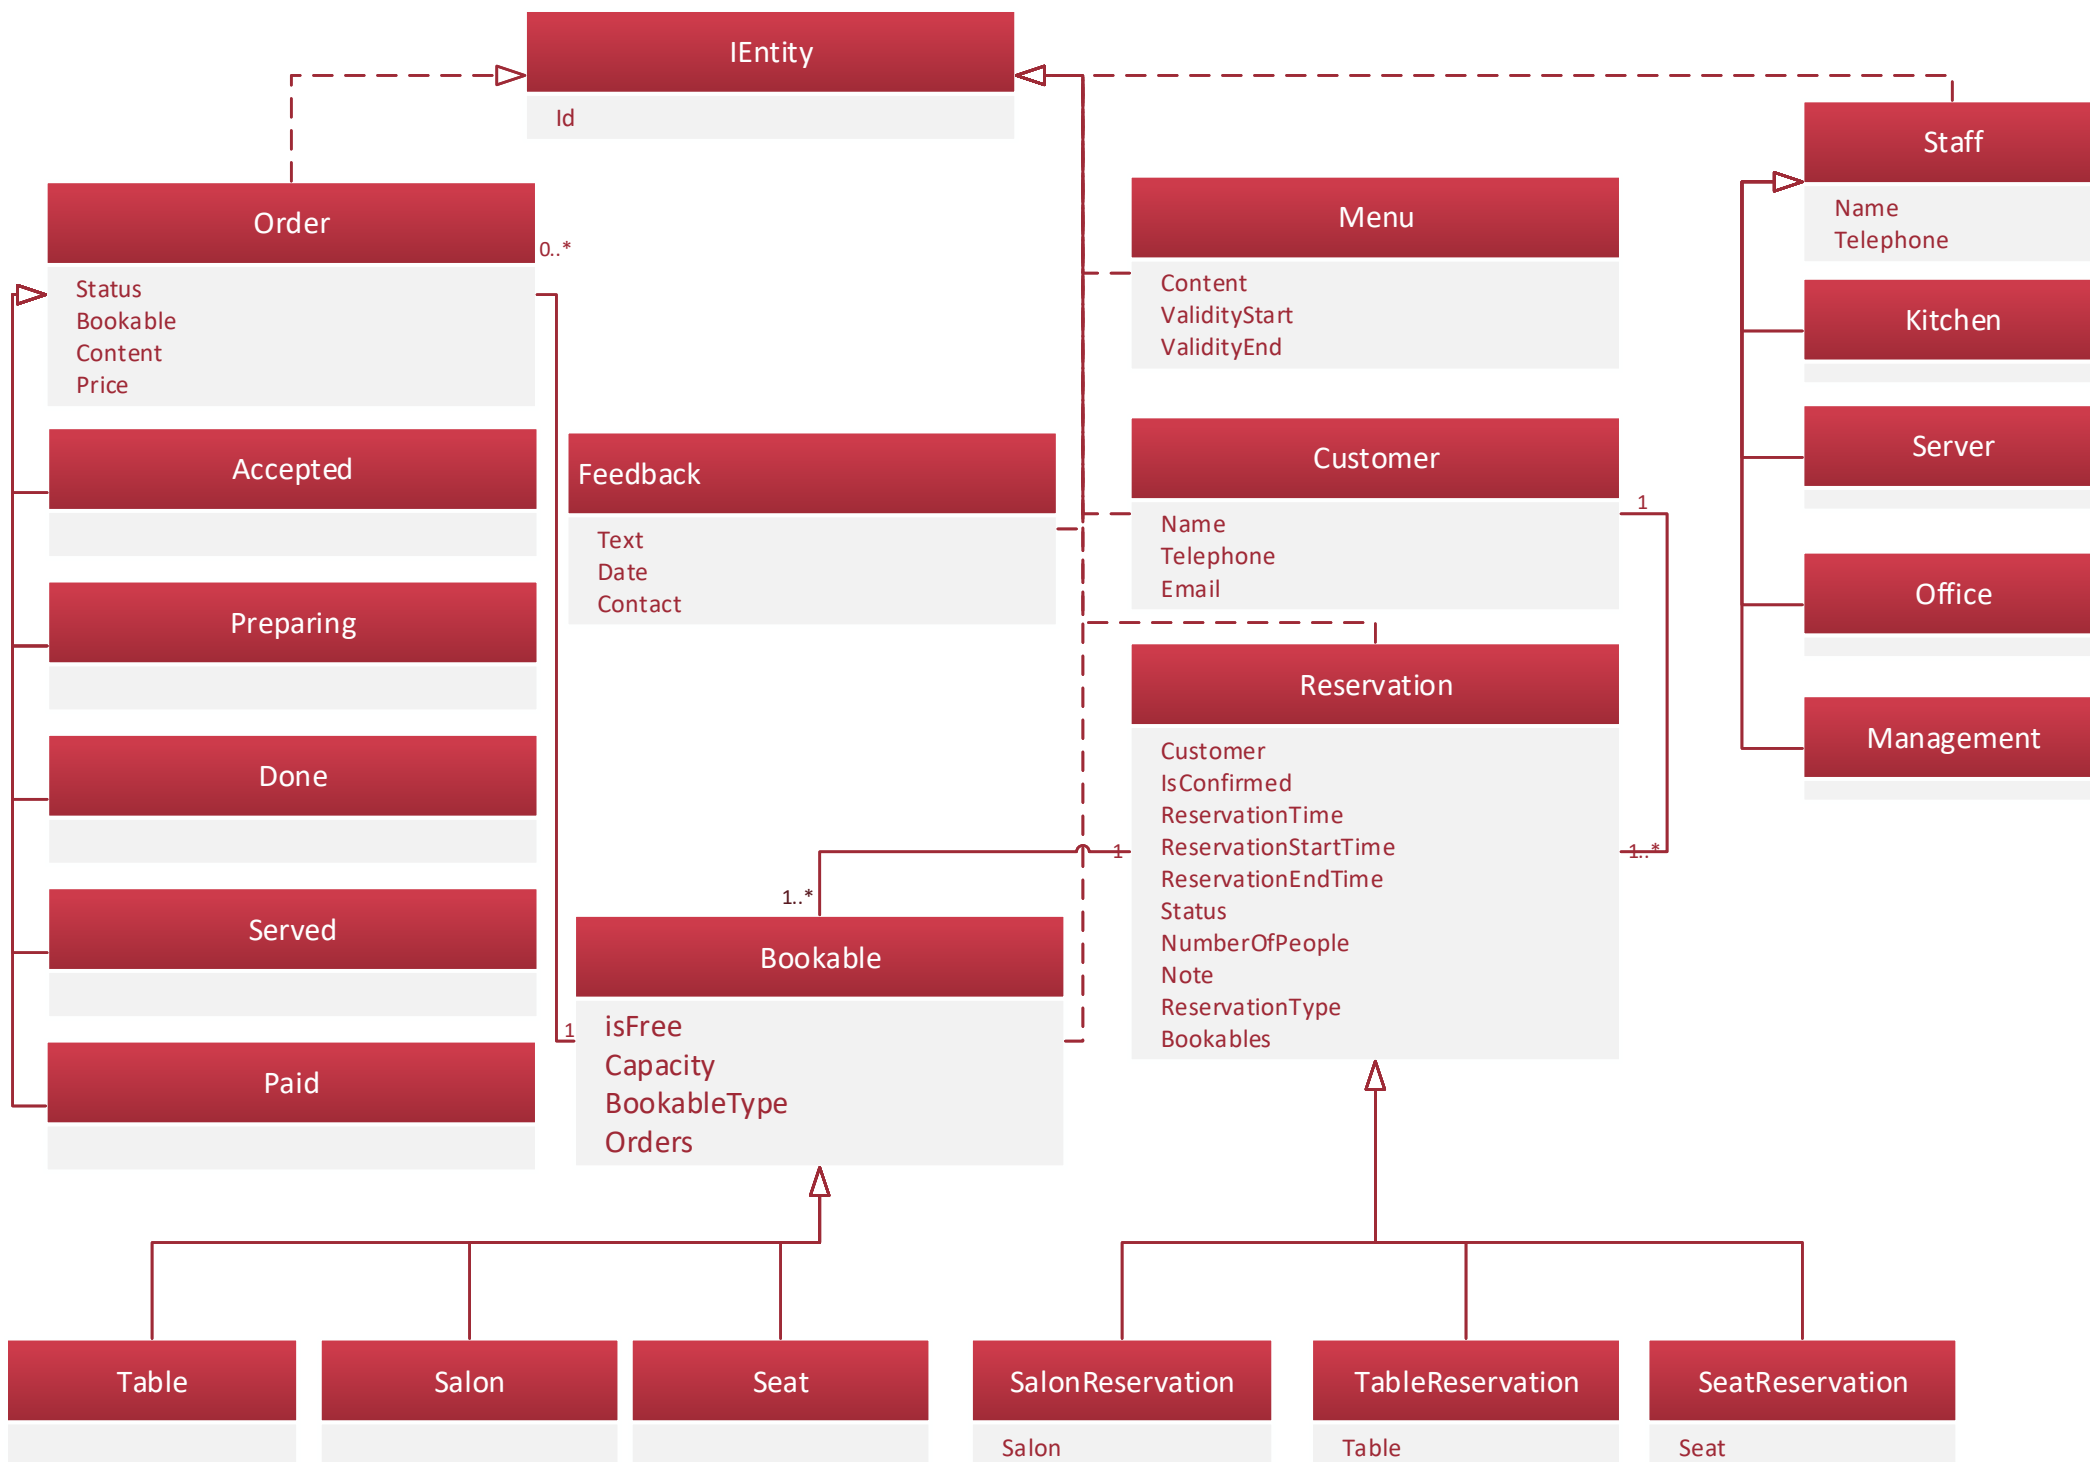 IEntity
Id
Order
0..*
Status
Bookable
Content
Price
Accepted
Preparing
Done
Served
Paid
Feedback
Text
Date
Contact
Menu
Content
ValidityStart
ValidityEnd
Customer
1
Name
Telephone
Email
Reservation
Customer
IsConfirmed
ReservationTime
ReservationStartTime
ReservationEndTime
Status
NumberOfPeople
Note
ReservationType
Bookables
1
1..*
1..*
Bookable
1
isFree
Capacity
BookableType
Orders
Staff
Name
Telephone
Kitchen
Server
Office
Management
Table
Salon
Seat
SalonReservation
Salon
TableReservation
Table
SeatReservation
Seat